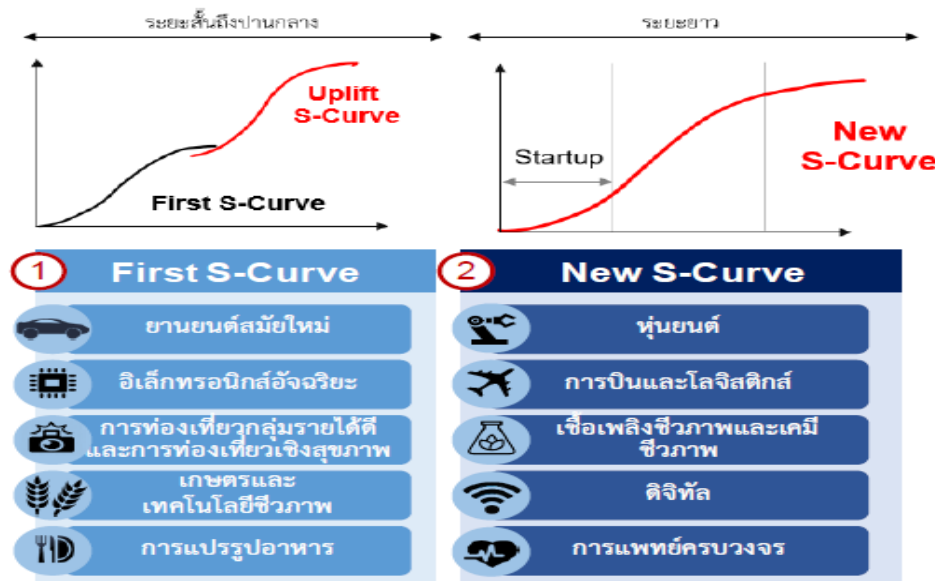 ระยะสั้นถึงปานกลาง
ระยะยาว
Uplift
S-Curve
First S-Curve
Startup
New
S-Curve
1
First S-Curve
ยานยนต์สมัยใหม่
อิเล็กทรอนิกส์อัจฉริยะ
การท่องเที่ยวกลุ่มรายได้ดี
และการท่องเที่ยวเชิงสุขภาพ
เกษตรและ
เทคโนโลยีชีวภาพ
การแปรรูปอาหาร
2
New S-Curve
หุ่นยนต์
การบินและโลจิสติกส์
เชื้อเพลิงชีวภาพและเคมี
ชีวภาพ
ดิจิทัล
การแพทย์ครบวงจร